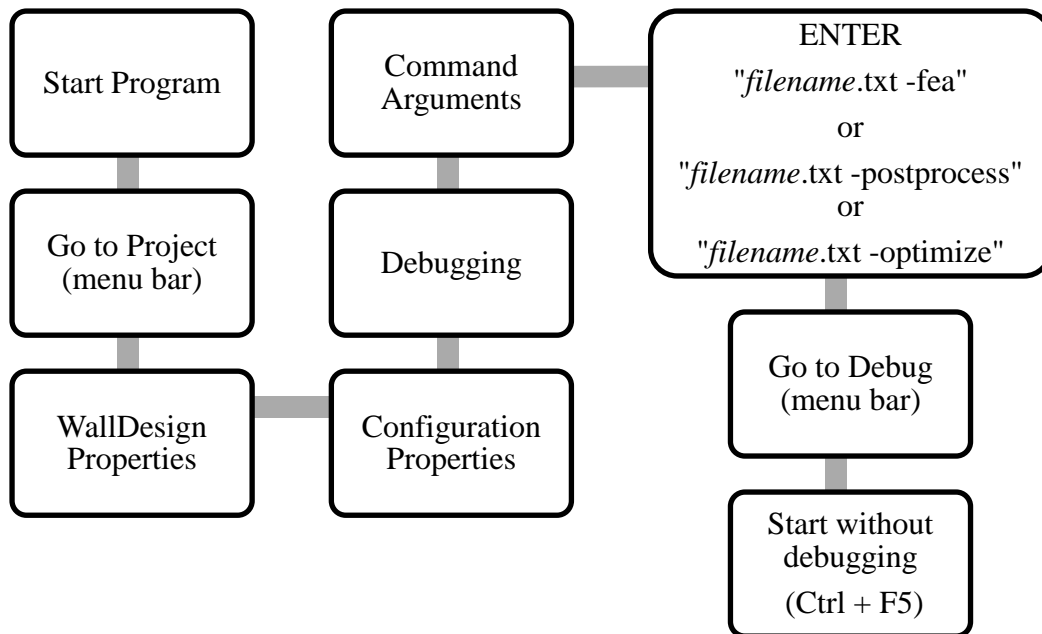 Start Program
Go to Project
(menu bar)
WallDesign
Properties
Configuration
Properties
Debugging
Command
Arguments
ENTER
"filename.txt -fea"
or
"filename.txt -postprocess"
or
"filename.txt -optimize"
Go to Debug
(menu bar)
Start without
debugging
(Ctrl + F5)